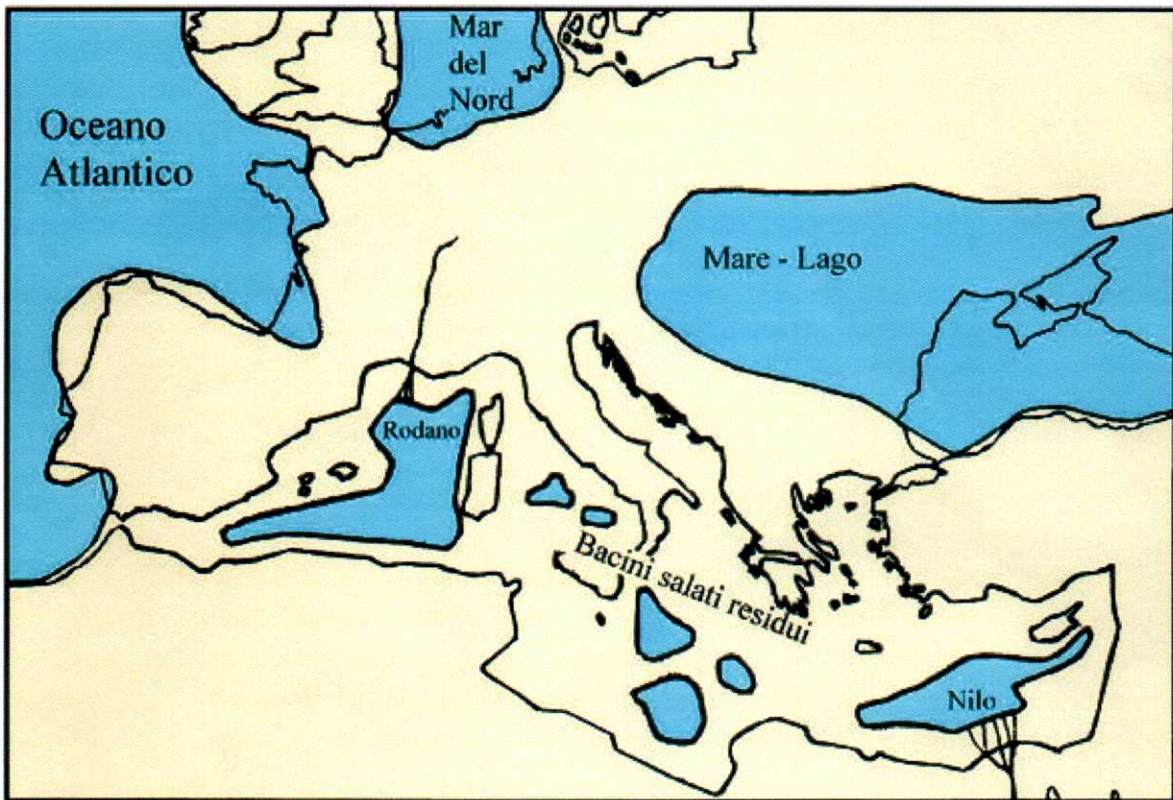 Mar
del
Nord
Oceano
Atlantico
Mare - Lago
Rodano
Bacini salati residui
Nilo